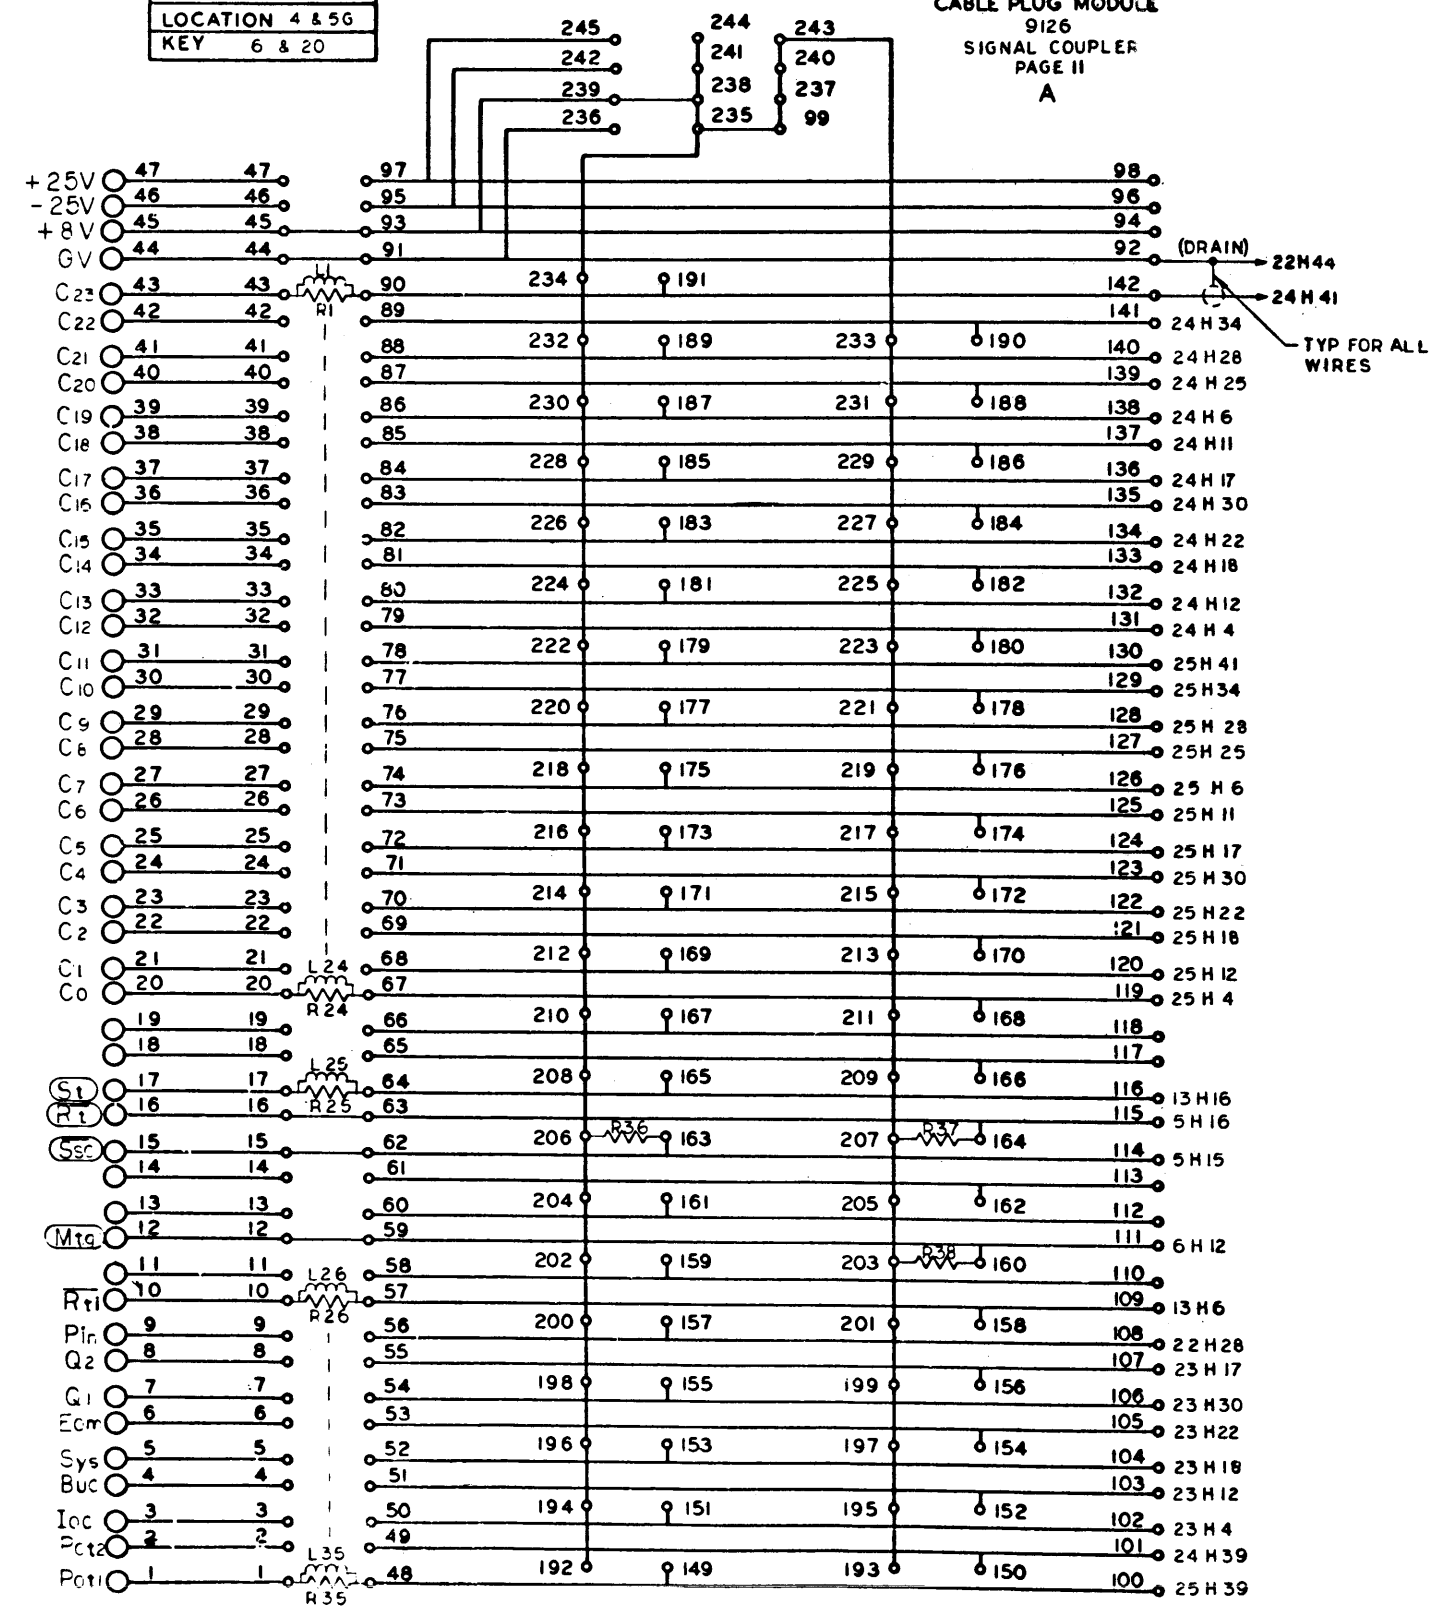 LOCATION 4 & 5G
KEY 6 & 20
CABLE PLUG MODULE
9126
SIGNAL COUPLER
PAGE 11
A
245 244 243
242 241 240
239 238 237
236 235 99
+25V 47 47 97 98
-25V 46 46 95 96
+8V 45 45 93 94
GV 44 44 91 92 (DRAIN) 22H44
L1 234 191
C23 43 43 R1 90 142 24H41
C22 42 42 89 141 24H34
232 189 233 190
TYP FOR ALL
WIRES
C21 41 41 88 140 24H28
C20 40 40 87 139 24H25
230 187 231 188
C19 39 39 86 138 24H6
C18 38 38 85 137 24H11
228 185 229 186
C17 37 37 84 136 24H17
C16 36 36 83 135 24H30
226 183 227 184
C15 35 35 82 134 24H22
C14 34 34 81 133 24H18
224 181 225 182
C13 33 33 80 132 24H12
C12 32 32 79 131 24H4
222 179 223 180
C11 31 31 78 130 25H41
C10 30 30 77 129 25H34
220 177 221 178
C9 29 29 76 128 25H28
C8 28 28 75 127 25H25
218 175 219 176
C7 27 27 74 126 25H6
C6 26 26 73 125 25H11
216 173 217 174
C5 25 25 72 124 25H17
C4 24 24 71 123 25H30
214 171 215 172
C3 23 23 70 122 25H22
C2 22 22 69 121 25H18
212 169 213 170
C1 21 21 L24 68 120 25H12
C0 20 20 R24 67 119 25H4
210 167 211 168
19 19 66 118
18 18 65 117
L25 208 165 209 166
St 17 17 R25 64 116 13H16
Rt 16 16 63 115 5H16
206 R36 163 207 R37 164
Ssc 15 15 62 114 5H15
14 14 61 113
204 161 205 162
13 13 60 112
Mtg 12 12 59 111 6H12
202 159 203 R38 160
11 11 L26 58 110
Rti 10 10 R26 57 109 13H6
200 157 201 158
Pin 9 9 56 108 22H28
Q2 8 8 55 107 23H17
198 155 199 156
Q1 7 7 54 106 23H30
Eom 6 6 53 105 23H22
196 153 197 154
Sys 5 5 52 104 23H18
Buc 4 4 51 103 23H12
194 151 195 152
Ioc 3 3 50 102 23H4
Pot2 2 2 49 101 24H39
L35 192 149 193 150
Pot1 1 1 R35 48 100 25H39